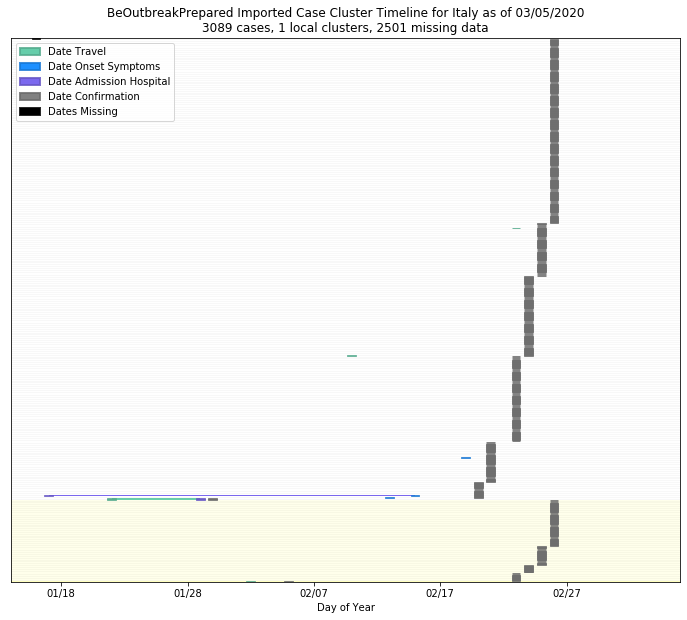 BeOutbreakPrepared Imported Case Cluster Timeline for Italy as of 03/05/2020
3089 cases, 1 local clusters, 2501 missing data
Date Travel
Date Onset Symptoms
Date Admission Hospital
Date Confirmation
Dates Missing
01/18 01/28 02/07 02/17 02/27
Day of Year